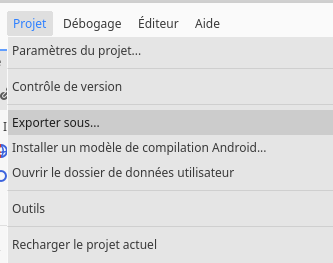 Projet Débogage Éditeur Aide
Paramètres du projet...
Contrôle de version
Exporter sous...
Installer un modèle de compilation Android...
Ouvrir le dossier de données utilisateur
Outils
Recharger le projet actuel